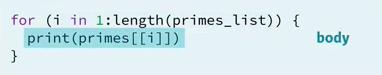 for (i in 1:length(primes_list)) {
  print(primes[[i]]) body
}